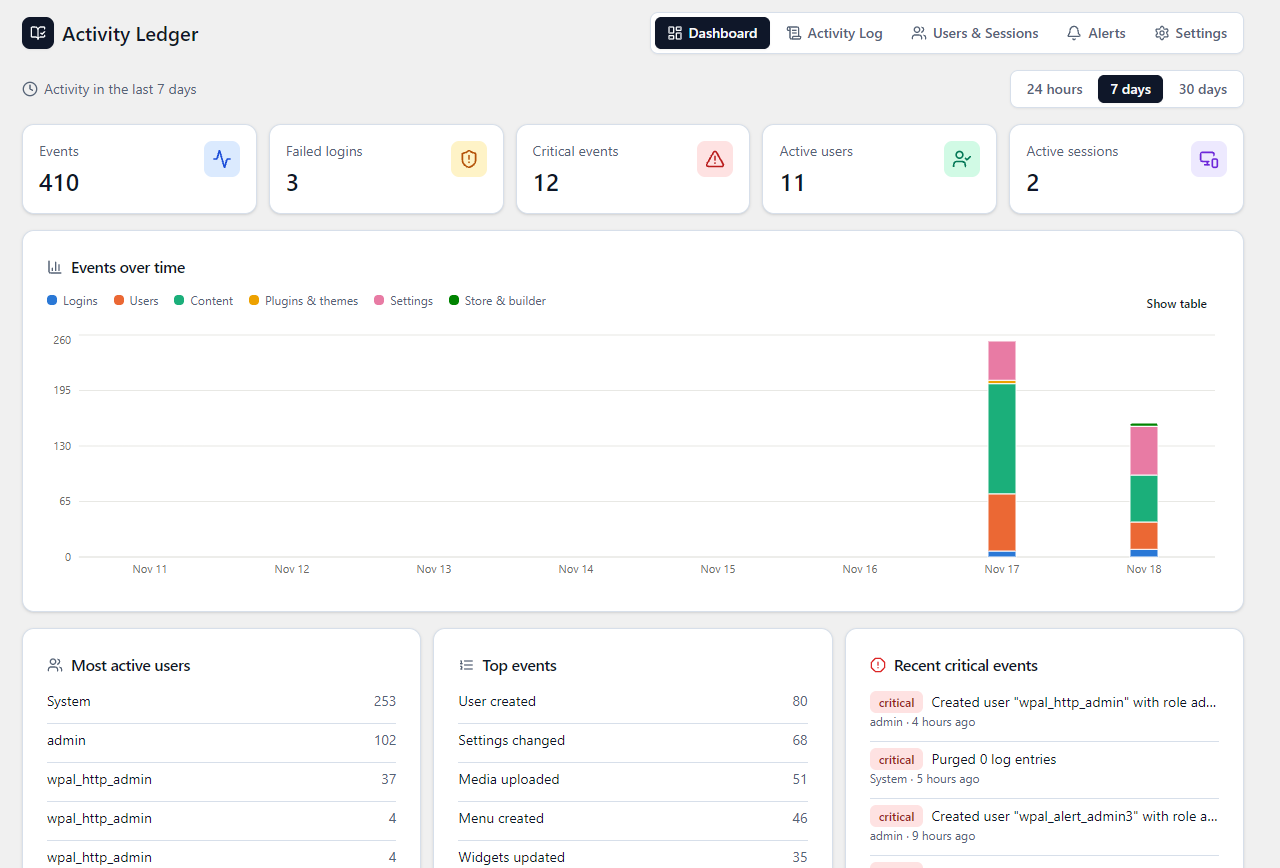 Activity Ledger
Dashboard
Activity Log
Users & Sessions
Alerts
Settings
Activity in the last 7 days
24 hours
7 days
30 days
Events
410
Failed logins
3
Critical events
12
Active users
11
Active sessions
2
Events over time
Logins
Users
Content
Plugins & themes
Settings
Store & builder
Show table
260
195
130
65
0
Nov 11
Nov 12
Nov 13
Nov 14
Nov 15
Nov 16
Nov 17
Nov 18
Most active users
System 253
admin 102
wpal_http_admin 37
wpal_http_admin 4
wpal_http_admin 4
Top events
User created 80
Settings changed 68
Media uploaded 51
Menu created 46
Widgets updated 35
Recent critical events
critical Created user "wpal_http_admin" with role ad...
admin · 4 hours ago
critical Purged 0 log entries
System · 5 hours ago
critical Created user "wpal_alert_admin3" with role a...
admin · 9 hours ago